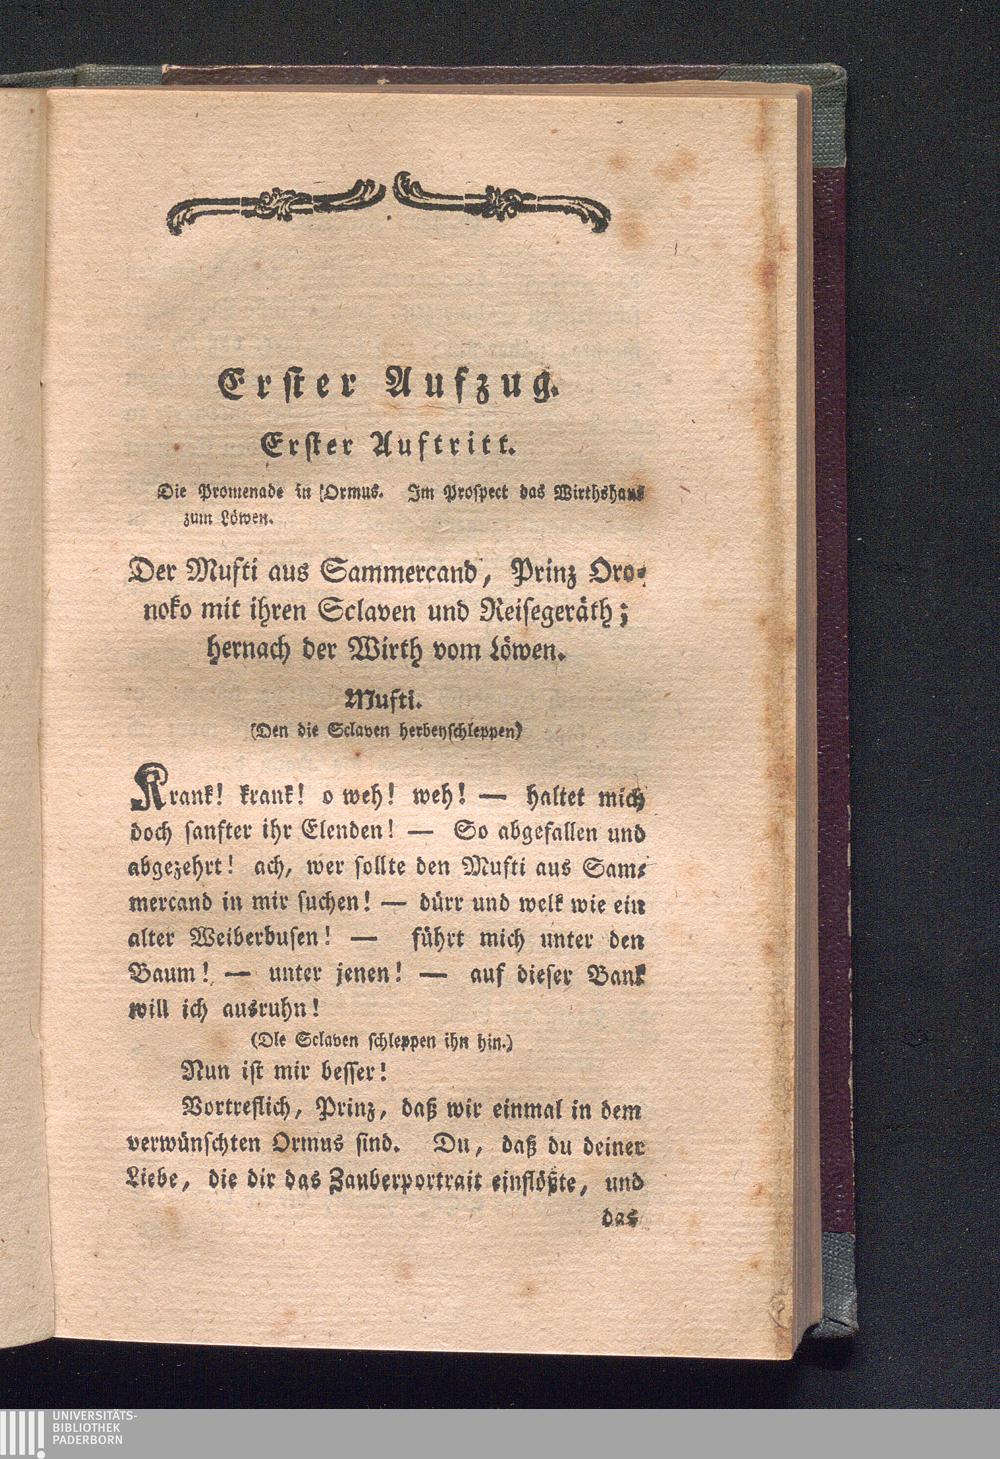 Erſter Aufzug.
Erſter Auftritt.
Die Promenade in Ormus. Im Proſpect das Wirthshaus
zum Löwen.
Der Mufti aus Sammercand, Prinz Oro-
noko mit ihren Sclaven und Reiſegeräth;
hernach der Wirth vom Löwen.
Mufti.
(Den die Sclaven herbeyſchleppen)
Krank! krank! o weh! weh! — haltet mich
doch ſanfter ihr Elenden! — So abgefallen und
abgezehrt! ach, wer ſollte den Mufti aus Sam-
mercand in mir ſuchen! — dürr und welk wie ein
alter Weiberbuſen! — führt mich unter den
Baum! — unter jenen! — auf dieſer Bank
will ich ausruhn!
(Die Sclaven ſchleppen ihn hin.)
Nun iſt mir beſſer!
Vortreflich, Prinz, daß wir einmal in dem
verwünſchten Ormus ſind. Du, daß du deiner
Liebe, die dir das Zauberportrait einflößte, und
das
UNIVERSITÄTS-
BIBLIOTHEK
PADERBORN